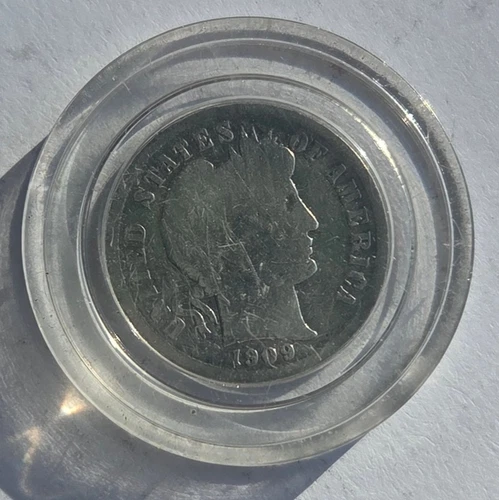 UNITED STATES OF AMERICA
1909